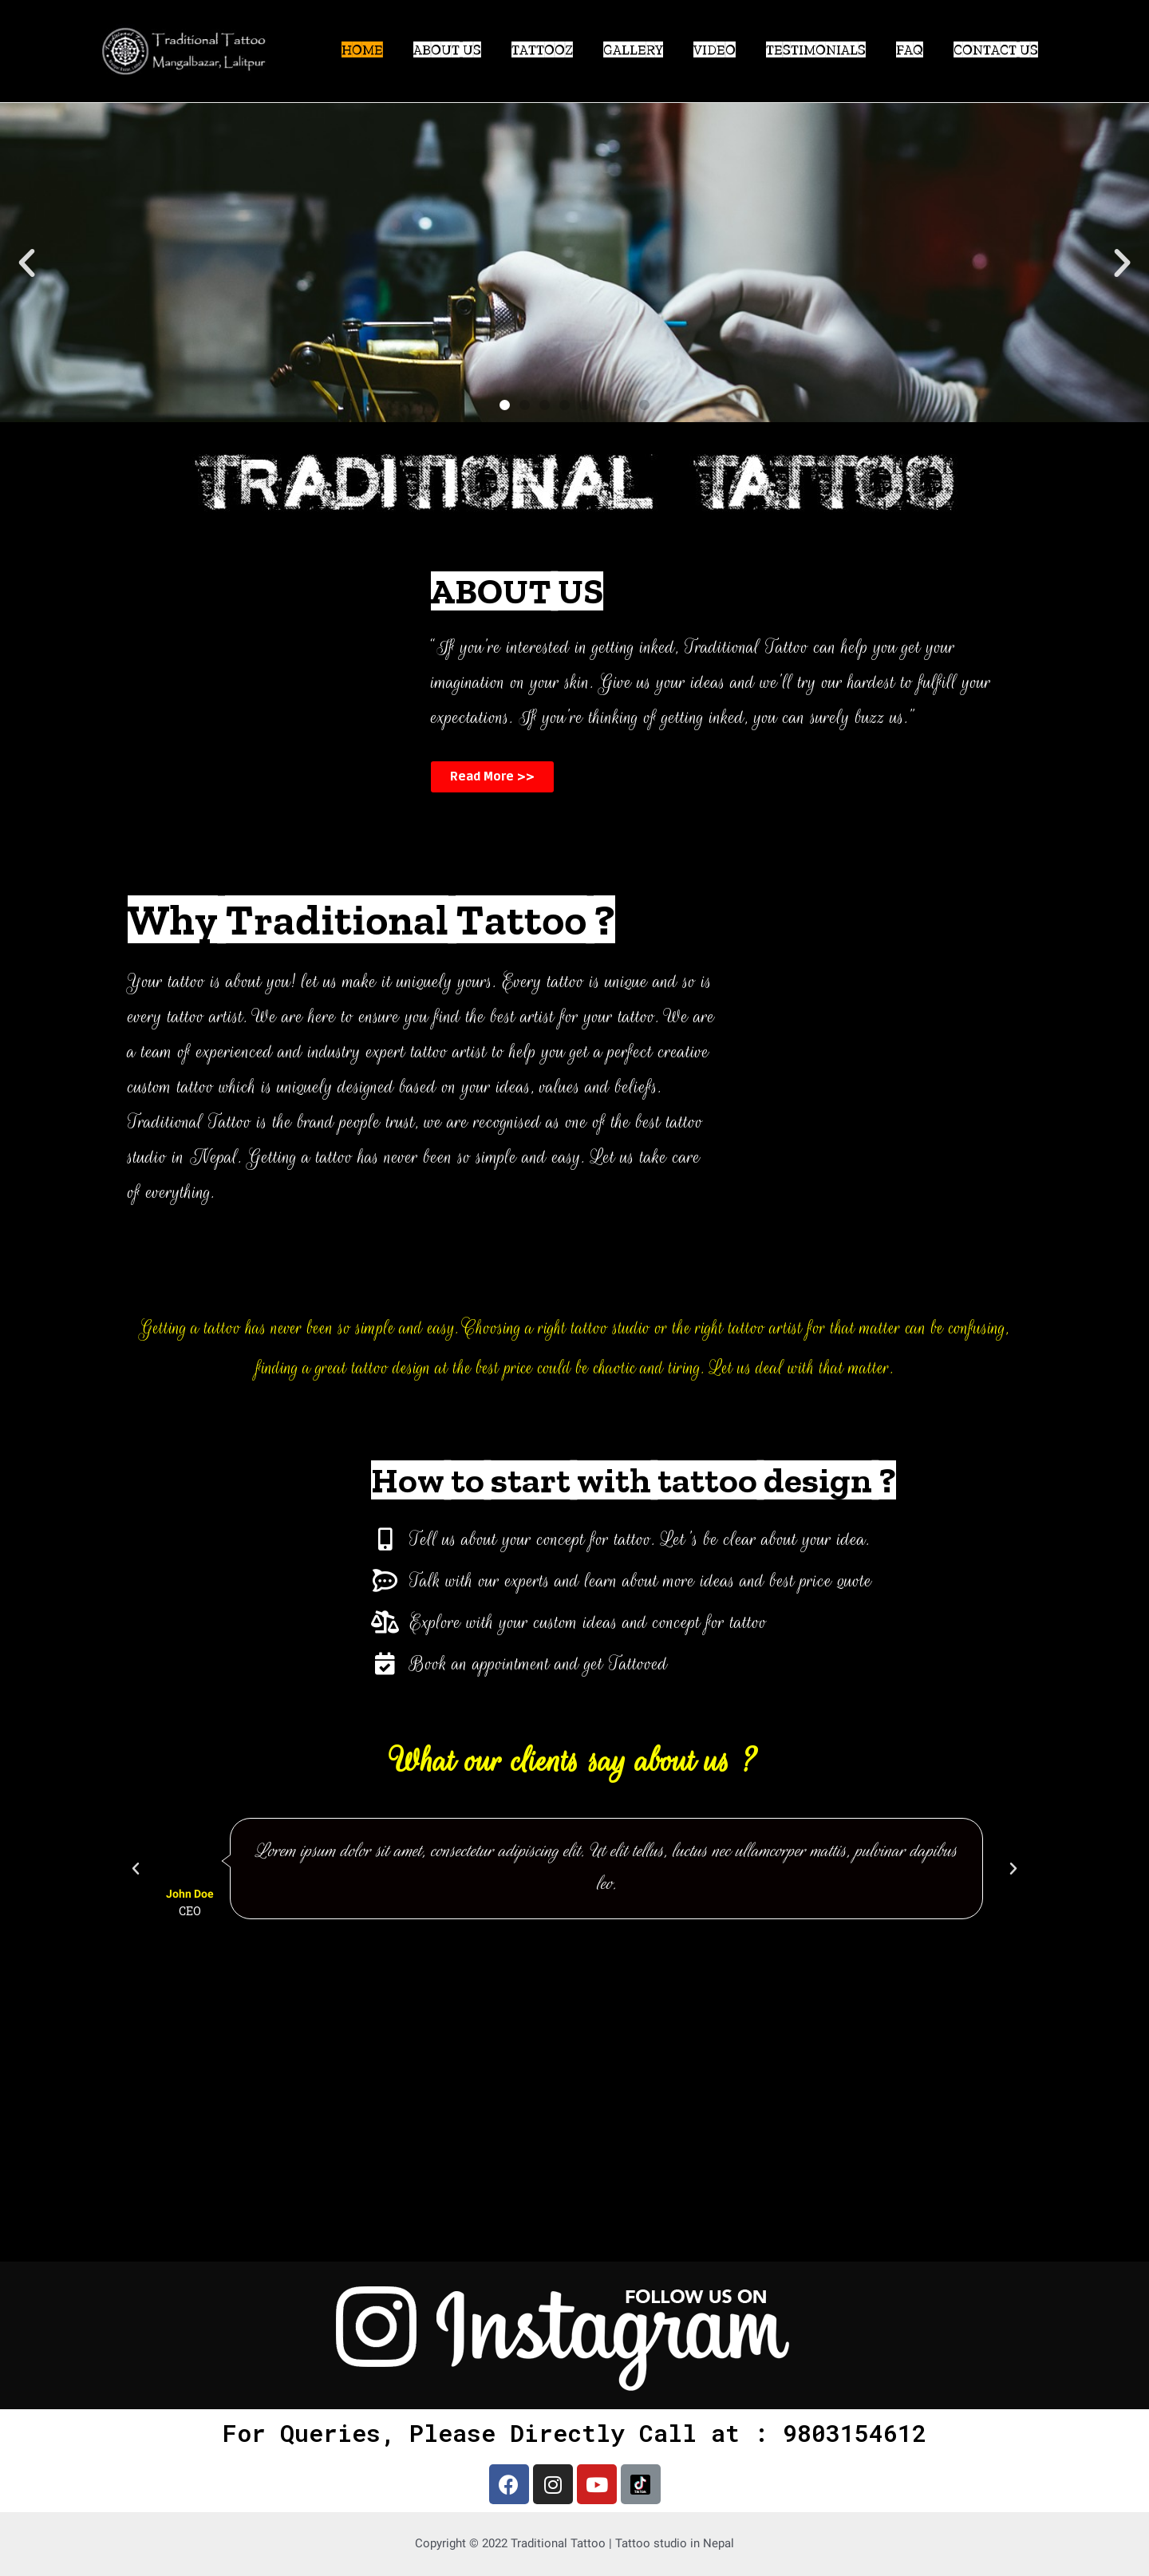 Traditional Tattoo
Mangalbazar, Lalitpur
HOME ABOUT US TATTOOZ GALLERY VIDEO TESTIMONIALS FAQ CONTACT US
TRADITIONAL TATTOO
ABOUT US
“If you’re interested in getting inked, Traditional Tattoo can help you get your
imagination on your skin. Give us your ideas and we’ll try our hardest to fulfill your
expectations. If you’re thinking of getting inked, you can surely buzz us.”
Read More >>
Why Traditional Tattoo ?
Your tattoo is about you! let us make it uniquely yours. Every tattoo is unique and so is
every tattoo artist. We are here to ensure you find the best artist for your tattoo. We are
a team of experienced and industry expert tattoo artist to help you get a perfect creative
custom tattoo which is uniquely designed based on your ideas, values and beliefs.
Traditional Tattoo is the brand people trust, we are recognised as one of the best tattoo
studio in Nepal. Getting a tattoo has never been so simple and easy. Let us take care
of everything.
Getting a tattoo has never been so simple and easy. Choosing a right tattoo studio or the right tattoo artist for that matter can be confusing,
finding a great tattoo design at the best price could be chaotic and tiring. Let us deal with that matter.
How to start with tattoo design ?
Tell us about your concept for tattoo. Let's be clear about your idea.
Talk with our experts and learn about more ideas and best price quote
Explore with your custom ideas and concept for tattoo
Book an appointment and get Tattooed
What our clients say about us ?
Lorem ipsum dolor sit amet, consectetur adipiscing elit. Ut elit tellus, luctus nec ullamcorper mattis, pulvinar dapibus
leo.
John Doe
CEO
FOLLOW US ON
Instagram
For Queries, Please Directly Call at : 9803154612
Copyright © 2022 Traditional Tattoo | Tattoo studio in Nepal